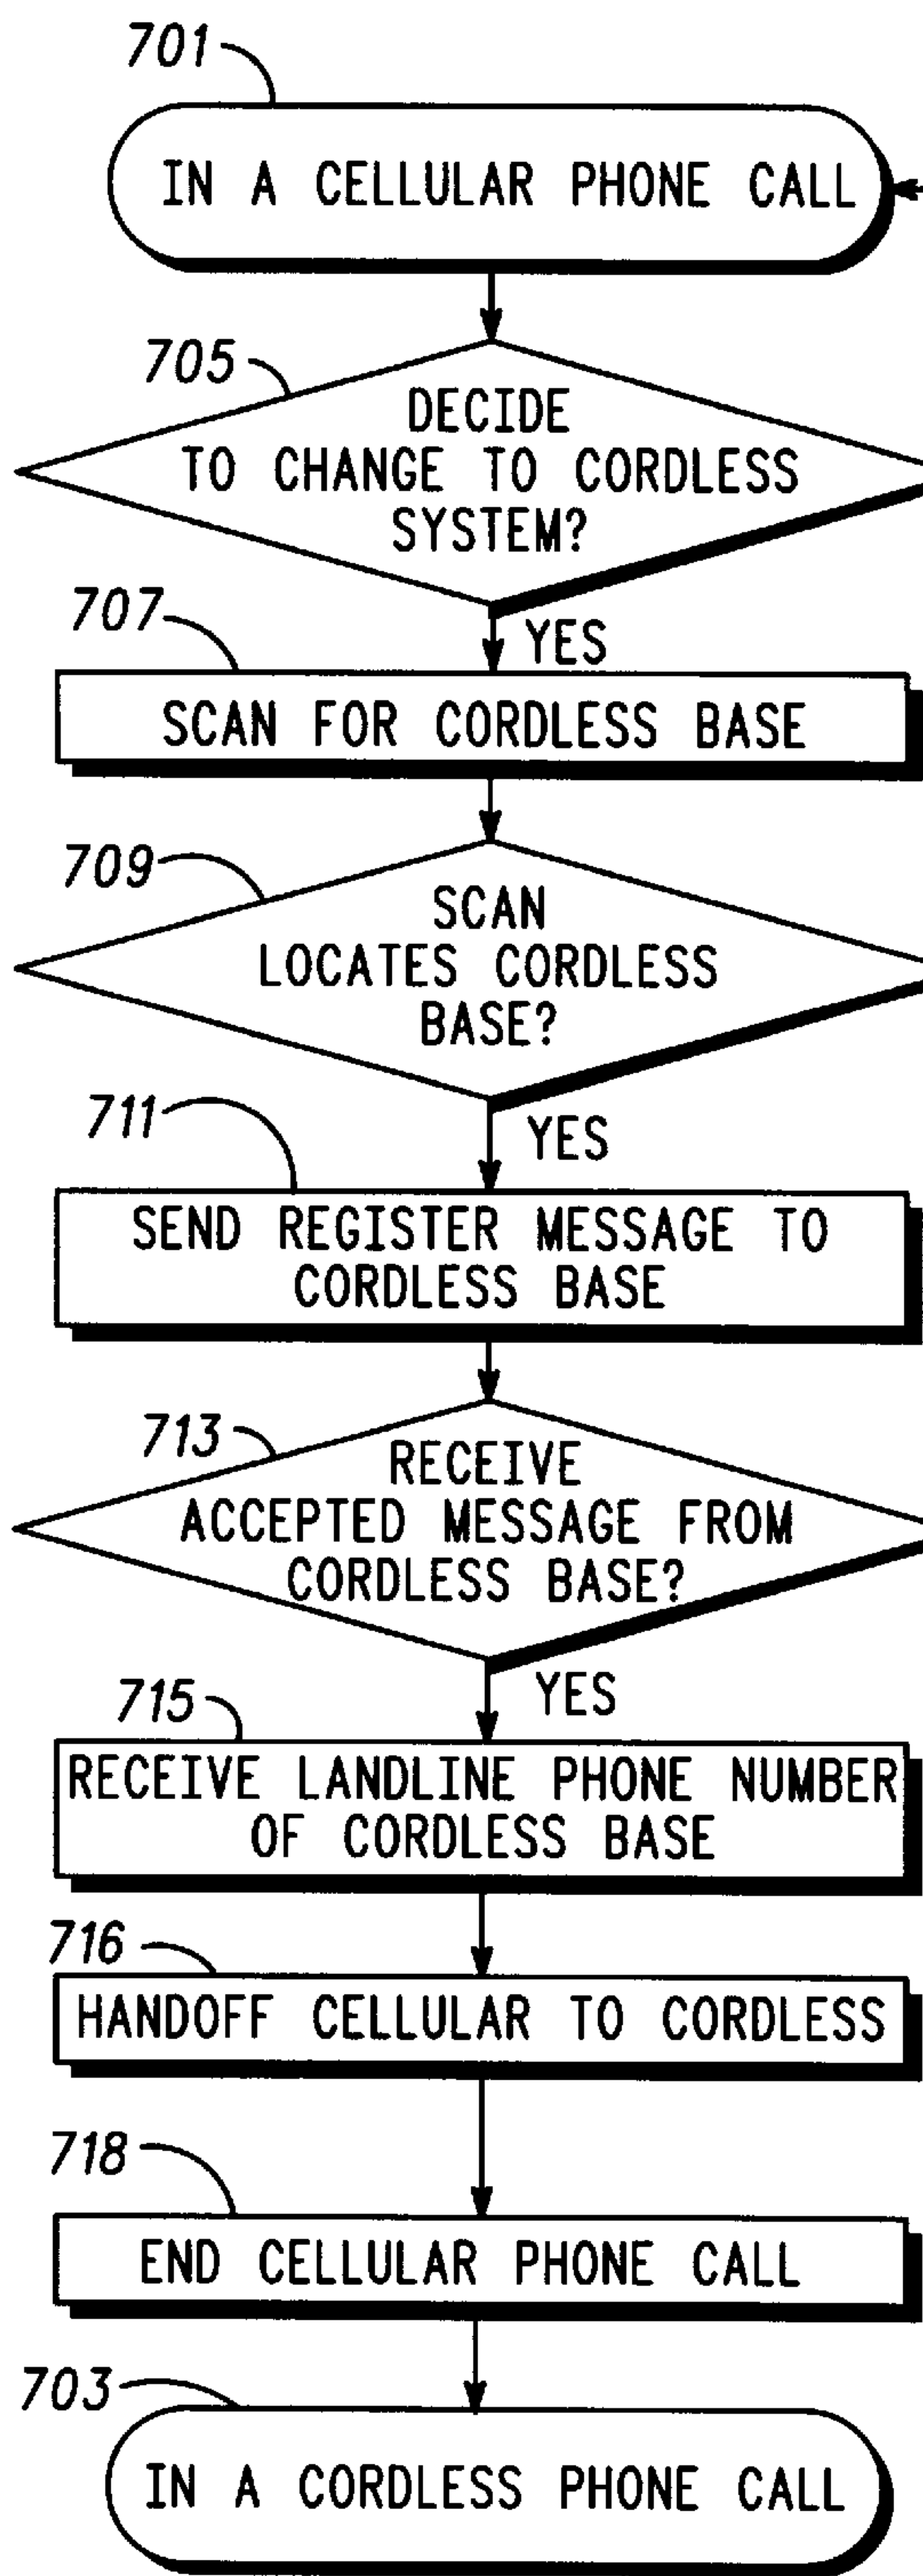 701
IN A CELLULAR PHONE CALL
705
DECIDE
TO CHANGE TO CORDLESS
SYSTEM?
YES
707
SCAN FOR CORDLESS BASE
709
SCAN
LOCATES CORDLESS
BASE?
YES
711
SEND REGISTER MESSAGE TO
CORDLESS BASE
713
RECEIVE
ACCEPTED MESSAGE FROM
CORDLESS BASE?
YES
715
RECEIVE LANDLINE PHONE NUMBER
OF CORDLESS BASE
716
HANDOFF CELLULAR TO CORDLESS
718
END CELLULAR PHONE CALL
703
IN A CORDLESS PHONE CALL